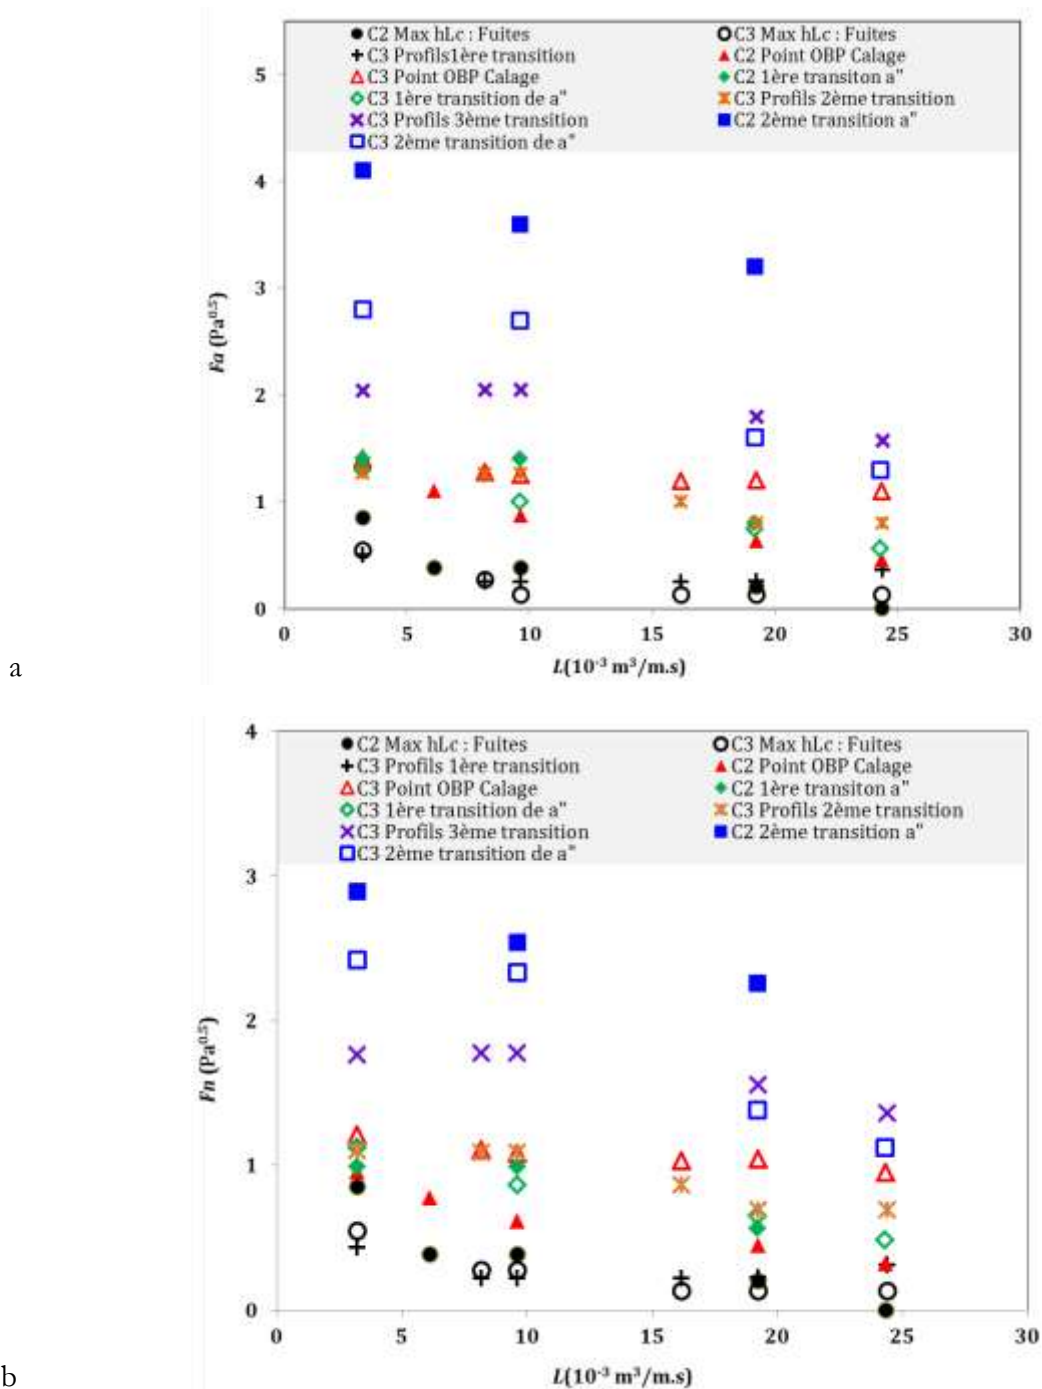 C2 Max hLc : Fuites C3 Max hLc : Fuites
C3 Profils1ère transition C2 Point OBP Calage
C3 Point OBP Calage C2 1ère transiton a"
C3 1ère transition de a" C3 Profils 2ème transition
C3 Profils 3ème transition C2 2ème transition a"
C3 2ème transition de a"
5
4
3
2
1
0
Fa (Pa^0.5)
0 5 10 15 20 25 30
L(10^-3 m^3/m.s)
a
4
C2 Max hLc : Fuites C3 Max hLc : Fuites
C3 Profils 1ère transition C2 Point OBP Calage
C3 Point OBP Calage C2 1ère transiton a"
C3 1ère transition de a" C3 Profils 2ème transition
C3 Profils 3ème transition C2 2ème transition a"
C3 2ème transition de a"
3
2
1
0
Fn (Pa^0.5)
0 5 10 15 20 25 30
L(10^-3 m^3/m.s)
b